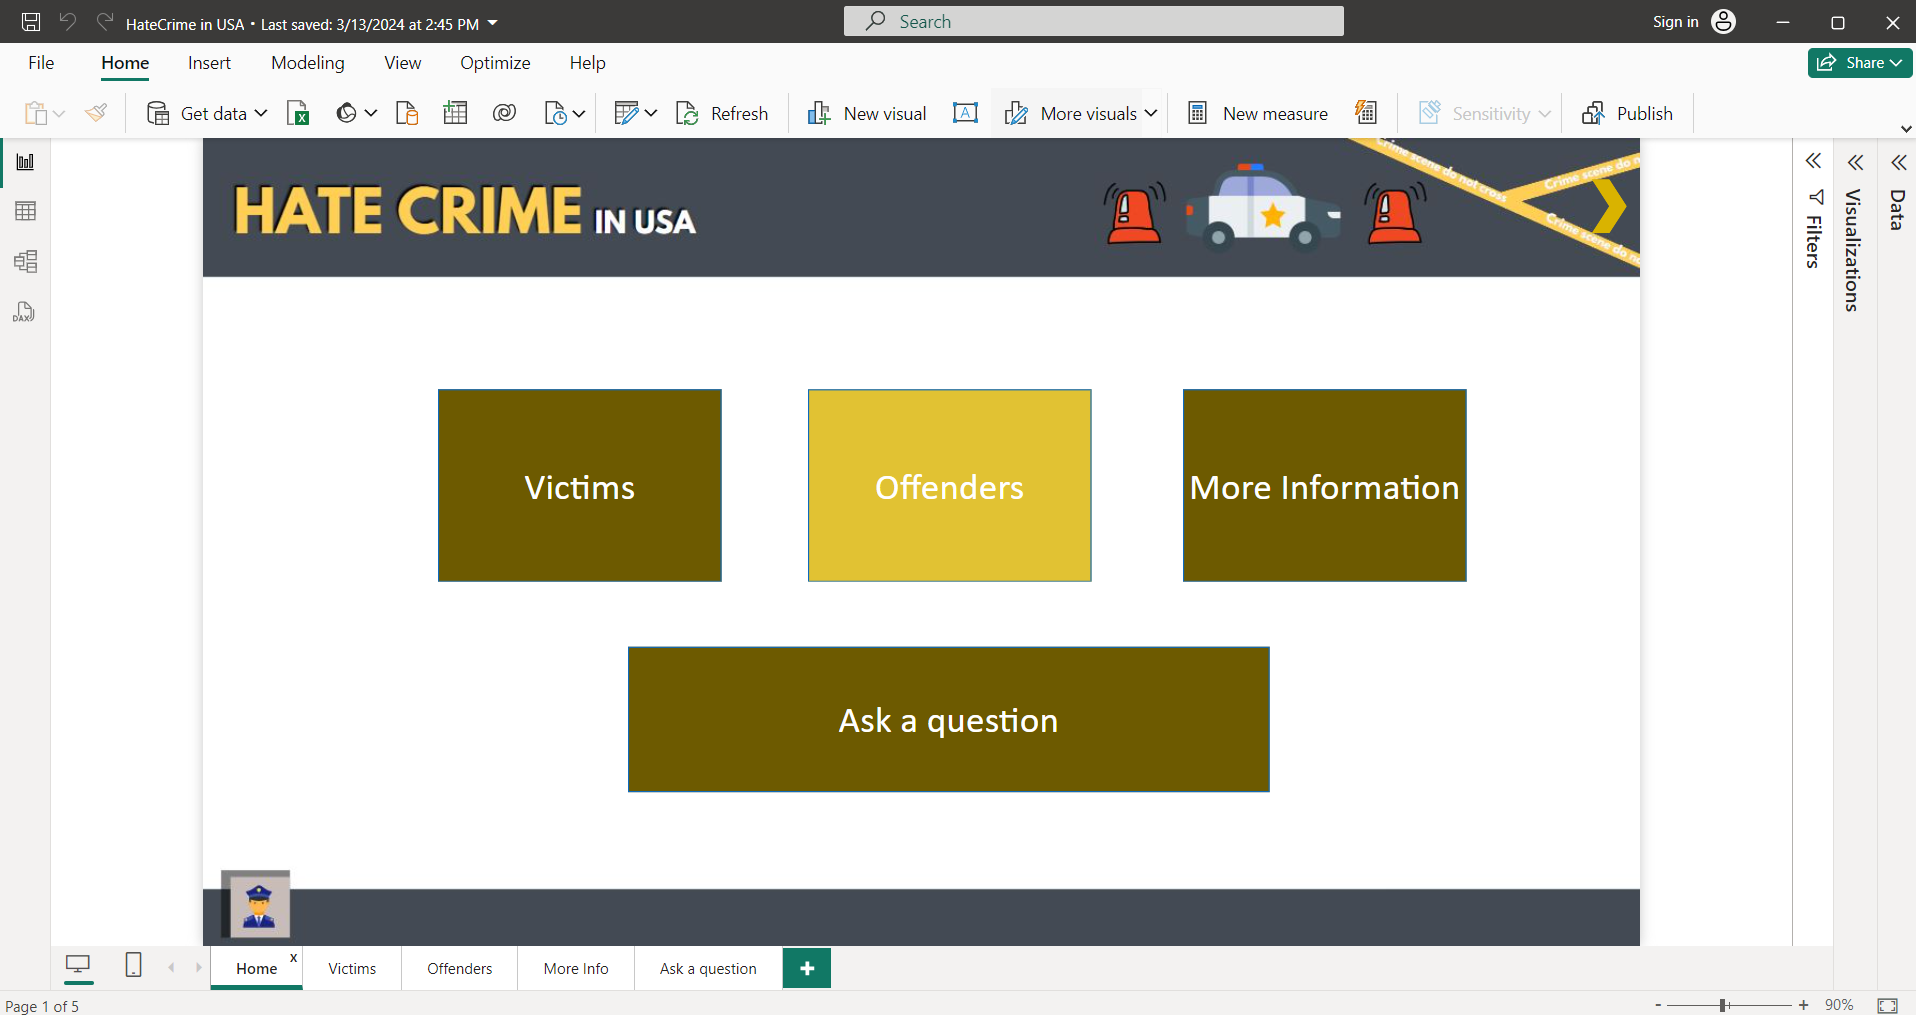 HateCrime in USA • Last saved: 3/13/2024 at 2:45 PM
Search
Sign in
File Home Insert Modeling View Optimize Help
Share
Get data
Refresh
New visual
A
More visuals
New measure
Sensitivity
Publish
HATE CRIME IN USA
Crime scene do not cross
Crime scene do n
Crime scene do no
Filters
Visualizations
Data
DAX
Victims
Offenders
More Information
Ask a question
Home x
Victims
Offenders
More Info
Ask a question
+
Page 1 of 5
- + 90%